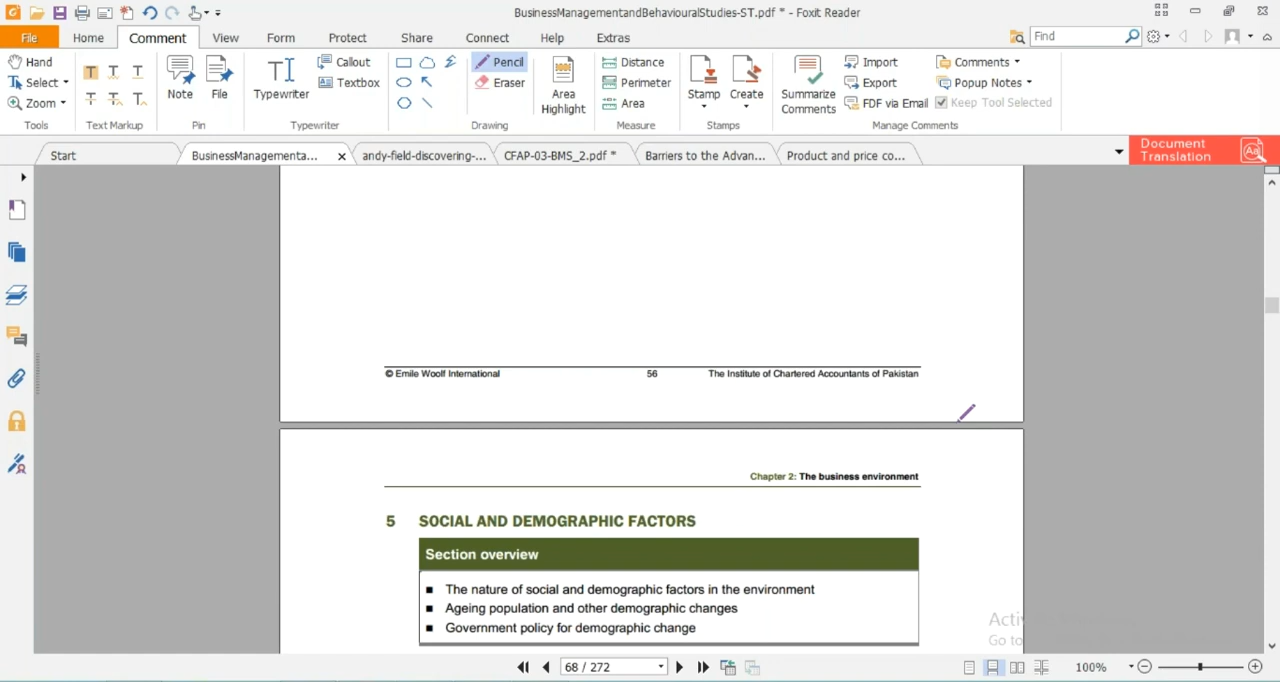 BusinessManagementandBehaviouralStudies-ST.pdf * - Foxit Reader
File Home Comment View Form Protect Share Connect Help Extras Find
Hand Select Zoom
Tools
T T T T T T
Text Markup
Note File
Pin
Typewriter Callout Textbox
Typewriter
Pencil Eraser Area Highlight
Drawing
Distance Perimeter Area
Measure
Stamp Create
Stamps
Summarize Comments Import Export FDF via Email Comments Popup Notes Keep Tool Selected
Manage Comments
Start BusinessManagementa... x andy-field-discovering-... CFAP-03-BMS_2.pdf * Barriers to the Advan... Product and price co...
Document Translation Aa
© Emile Woolf International 56 The Institute of Chartered Accountants of Pakistan
Chapter 2: The business environment
5 SOCIAL AND DEMOGRAPHIC FACTORS
Section overview
■ The nature of social and demographic factors in the environment
■ Ageing population and other demographic changes
■ Government policy for demographic change
Go to
68 / 272 100%